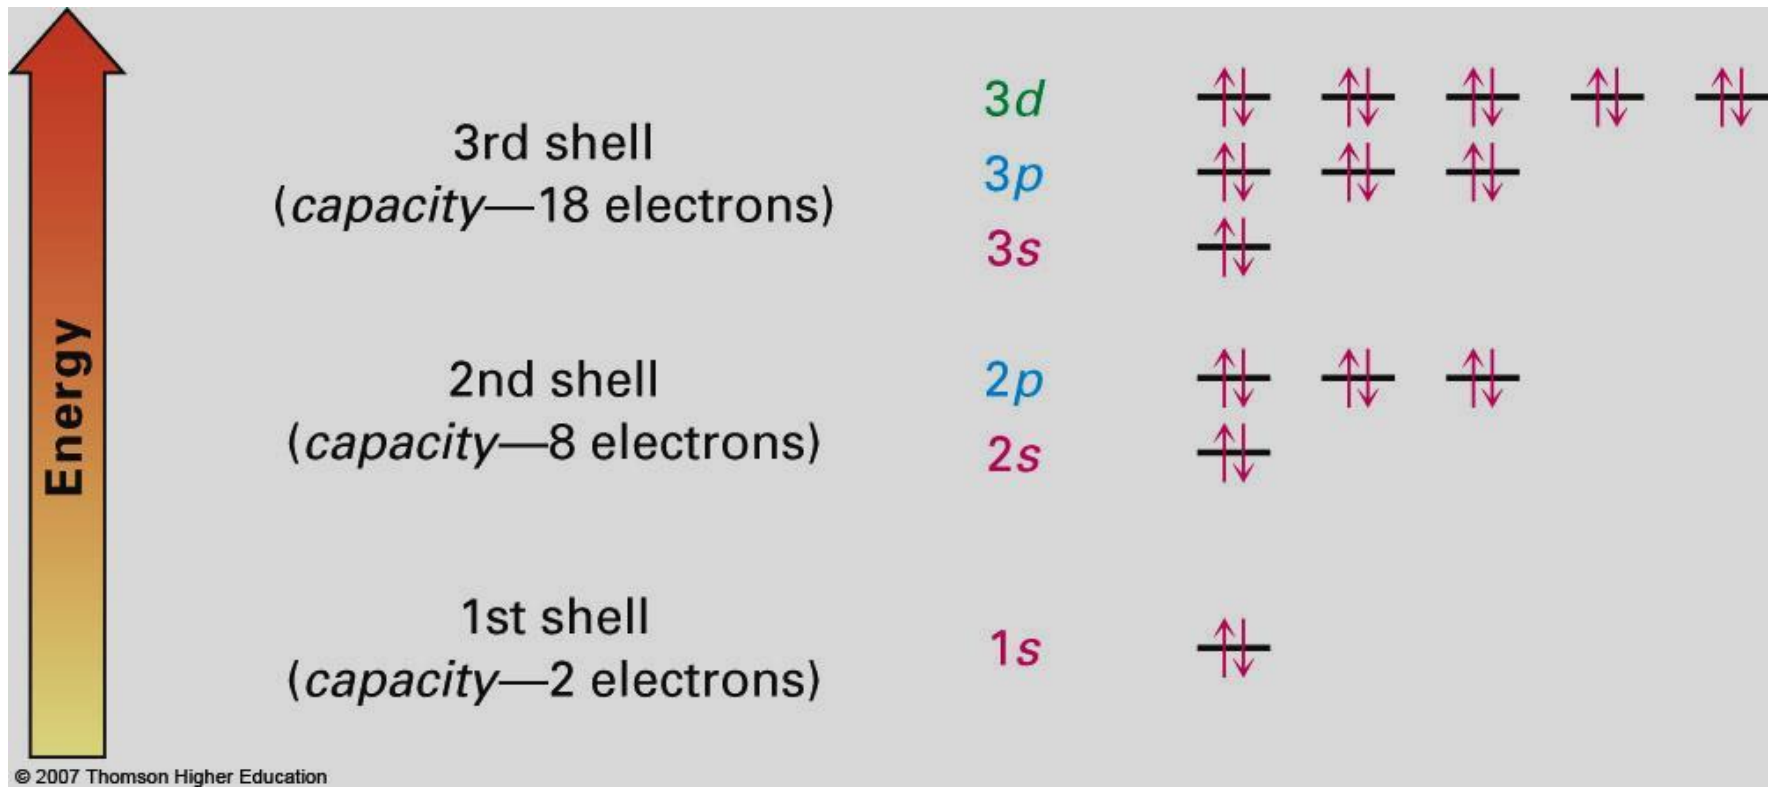 Energy
3rd shell
(capacity—18 electrons)
3d
3p
3s
2nd shell
(capacity—8 electrons)
2p
2s
1st shell
(capacity—2 electrons)
1s
© 2007 Thomson Higher Education